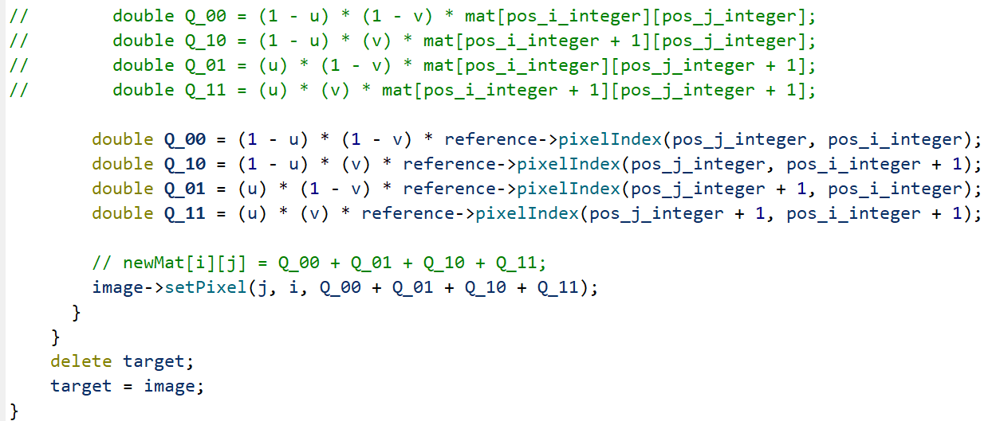 //        double Q_00 = (1 - u) * (1 - v) * mat[pos_i_integer][pos_j_integer];
//        double Q_10 = (1 - u) * (v) * mat[pos_i_integer + 1][pos_j_integer];
//        double Q_01 = (u) * (1 - v) * mat[pos_i_integer][pos_j_integer + 1];
//        double Q_11 = (u) * (v) * mat[pos_i_integer + 1][pos_j_integer + 1];
        double Q_00 = (1 - u) * (1 - v) * reference->pixelIndex(pos_j_integer, pos_i_integer);
        double Q_10 = (1 - u) * (v) * reference->pixelIndex(pos_j_integer, pos_i_integer + 1);
        double Q_01 = (u) * (1 - v) * reference->pixelIndex(pos_j_integer + 1, pos_i_integer);
        double Q_11 = (u) * (v) * reference->pixelIndex(pos_j_integer + 1, pos_i_integer + 1);
        // newMat[i][j] = Q_00 + Q_01 + Q_10 + Q_11;
        image->setPixel(j, i, Q_00 + Q_01 + Q_10 + Q_11);
      }
    }
    delete target;
    target = image;
}